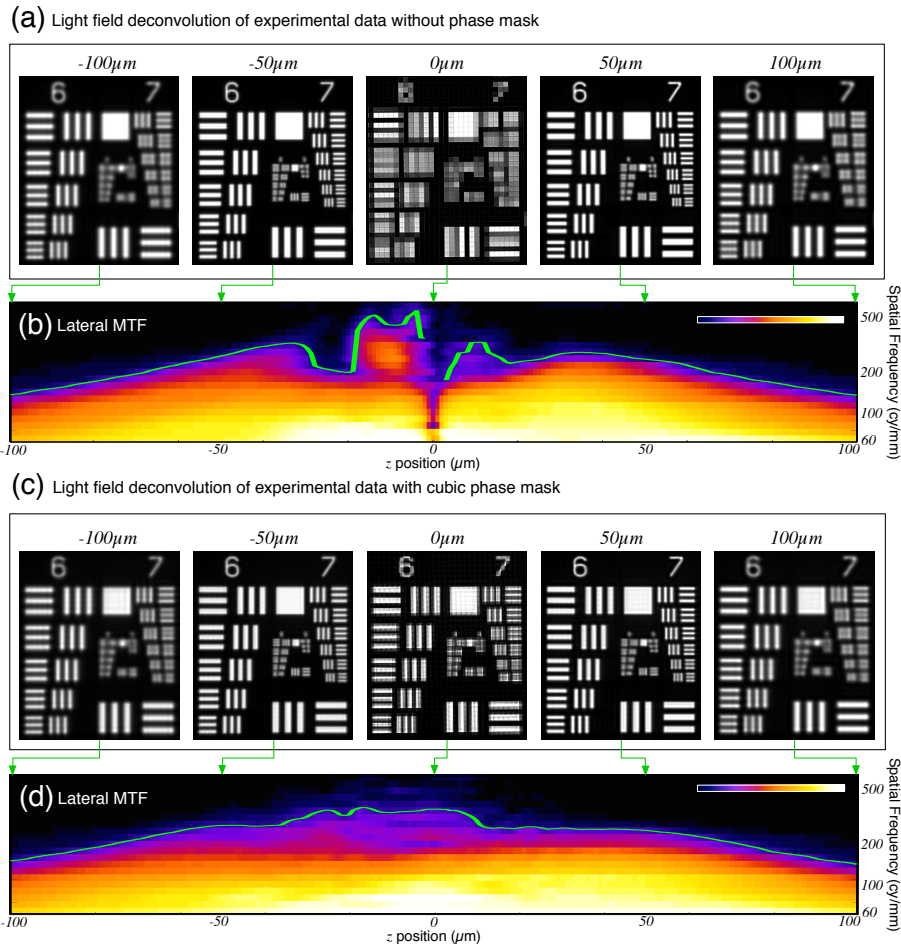 (a) Light field deconvolution of experimental data without phase mask
-100µm -50µm 0µm 50µm 100µm
6 7 6 7 6 7 6 7 6 7
(b) Lateral MTF
500
200
100
60
Spatial Frequency (cy/mm)
-100 -50 0 50 100
z position (µm)
(c) Light field deconvolution of experimental data with cubic phase mask
-100µm -50µm 0µm 50µm 100µm
6 7 6 7 6 7 6 7 6 7
(d) Lateral MTF
500
200
100
60
Spatial Frequency (cy/mm)
-100 -50 0 50 100
z position (µm)